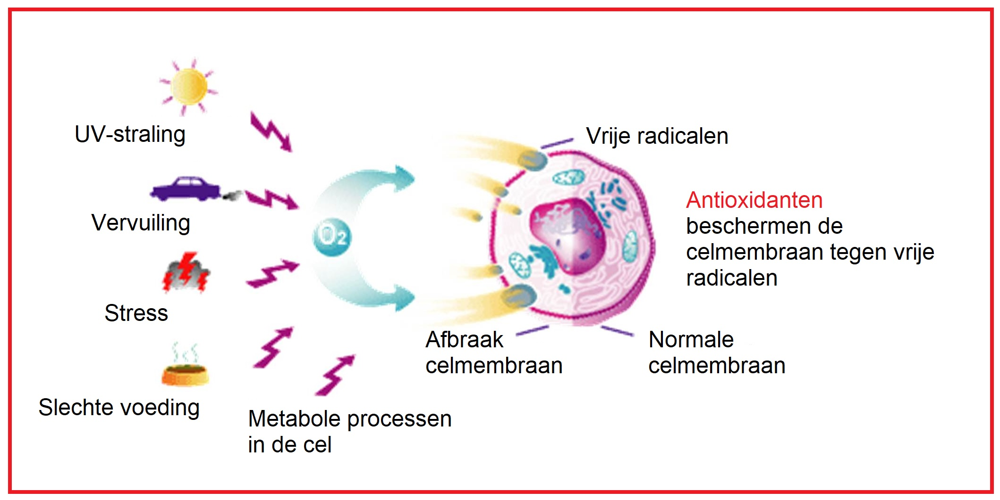 UV-straling
Vervuiling
Stress
Slechte voeding
Metabole processen
in de cel
O2
Vrije radicalen
Antioxidanten
beschermen de
celmembraan tegen vrije
radicalen
Afbraak
celmembraan
Normale
celmembraan